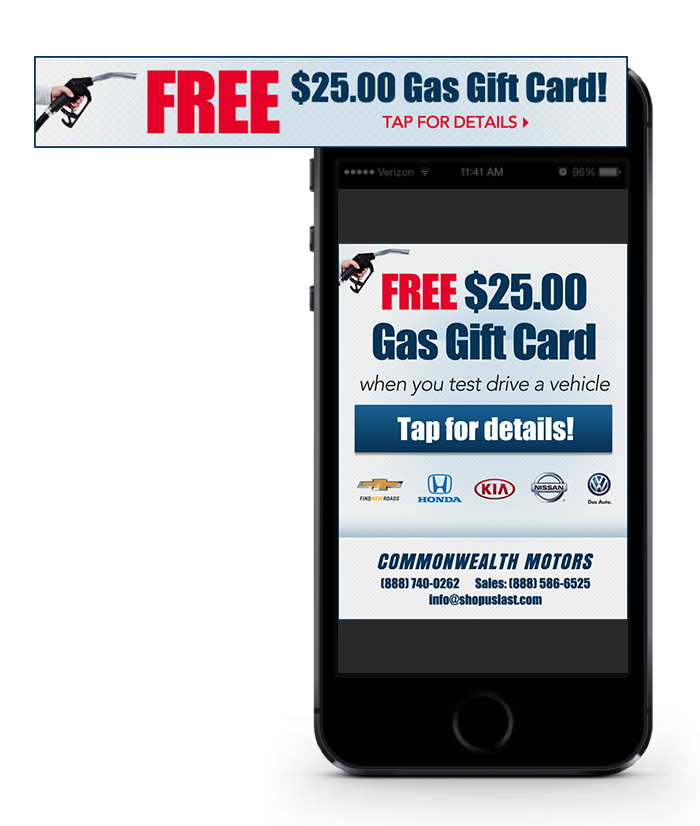 FREE $25.00 Gas Gift Card!
TAP FOR DETAILS
Verizon 11:41 AM 96%
FREE $25.00
Gas Gift Card
when you test drive a vehicle
Tap for details!
FIND NEW ROADS HONDA KIA NISSAN Das Auto.
COMMONWEALTH MOTORS
(888) 740-0262 Sales: (888) 586-6525
info@shopuslast.com